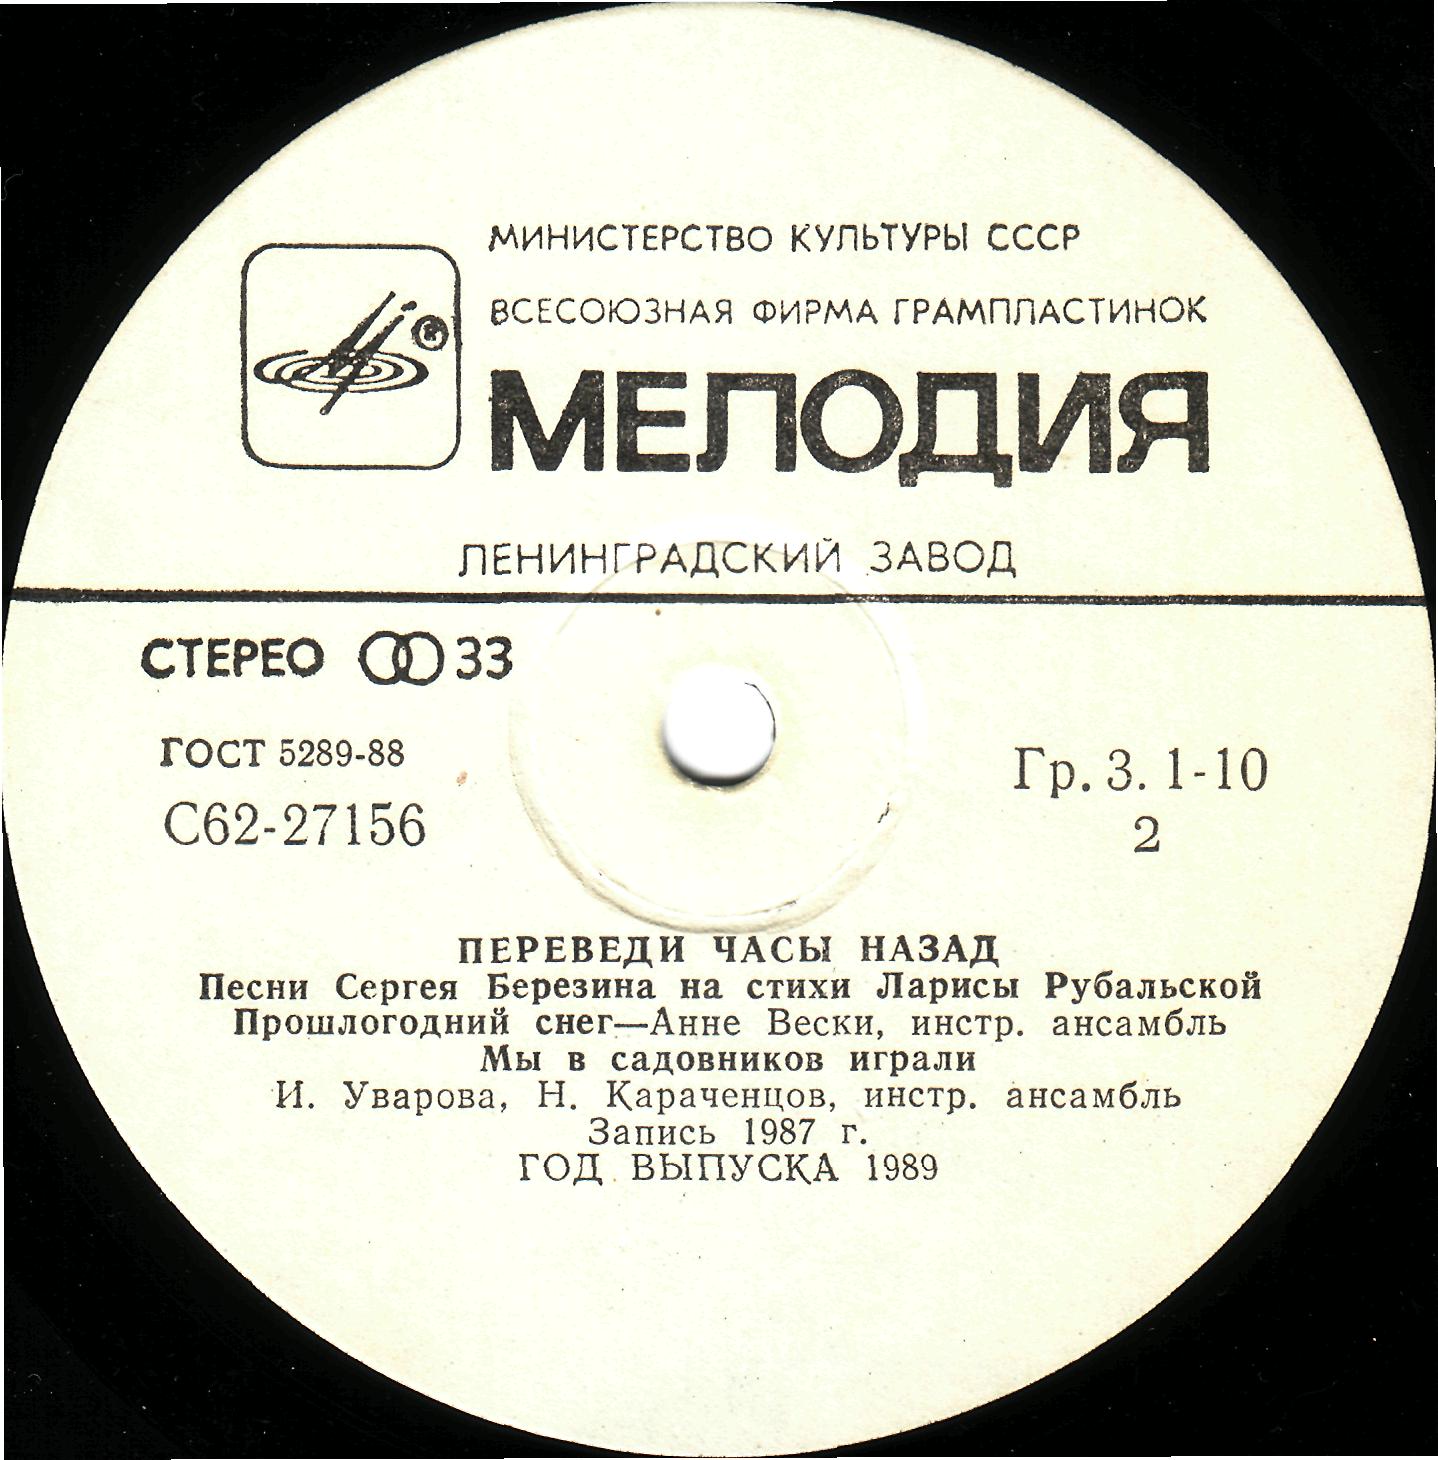 МИНИСТЕРСТВО КУЛЬТУРЫ СССР
ВСЕСОЮЗНАЯ ФИРМА ГРАМПЛАСТИНОК
МЕЛОДИЯ
ЛЕНИНГРАДСКИЙ ЗАВОД
СТЕРЕО 33
ГОСТ 5289-88
С62-27156
Гр. 3. 1-10
2
ПЕРЕВЕДИ ЧАСЫ НАЗАД
Песни Сергея Березина на стихи Ларисы Рубальской
Прошлогодний снег—Анне Вески, инстр. ансамбль
Мы в садовников играли
И. Уварова, Н. Караченцов, инстр. ансамбль
Запись 1987 г.
ГОД ВЫПУСКА 1989